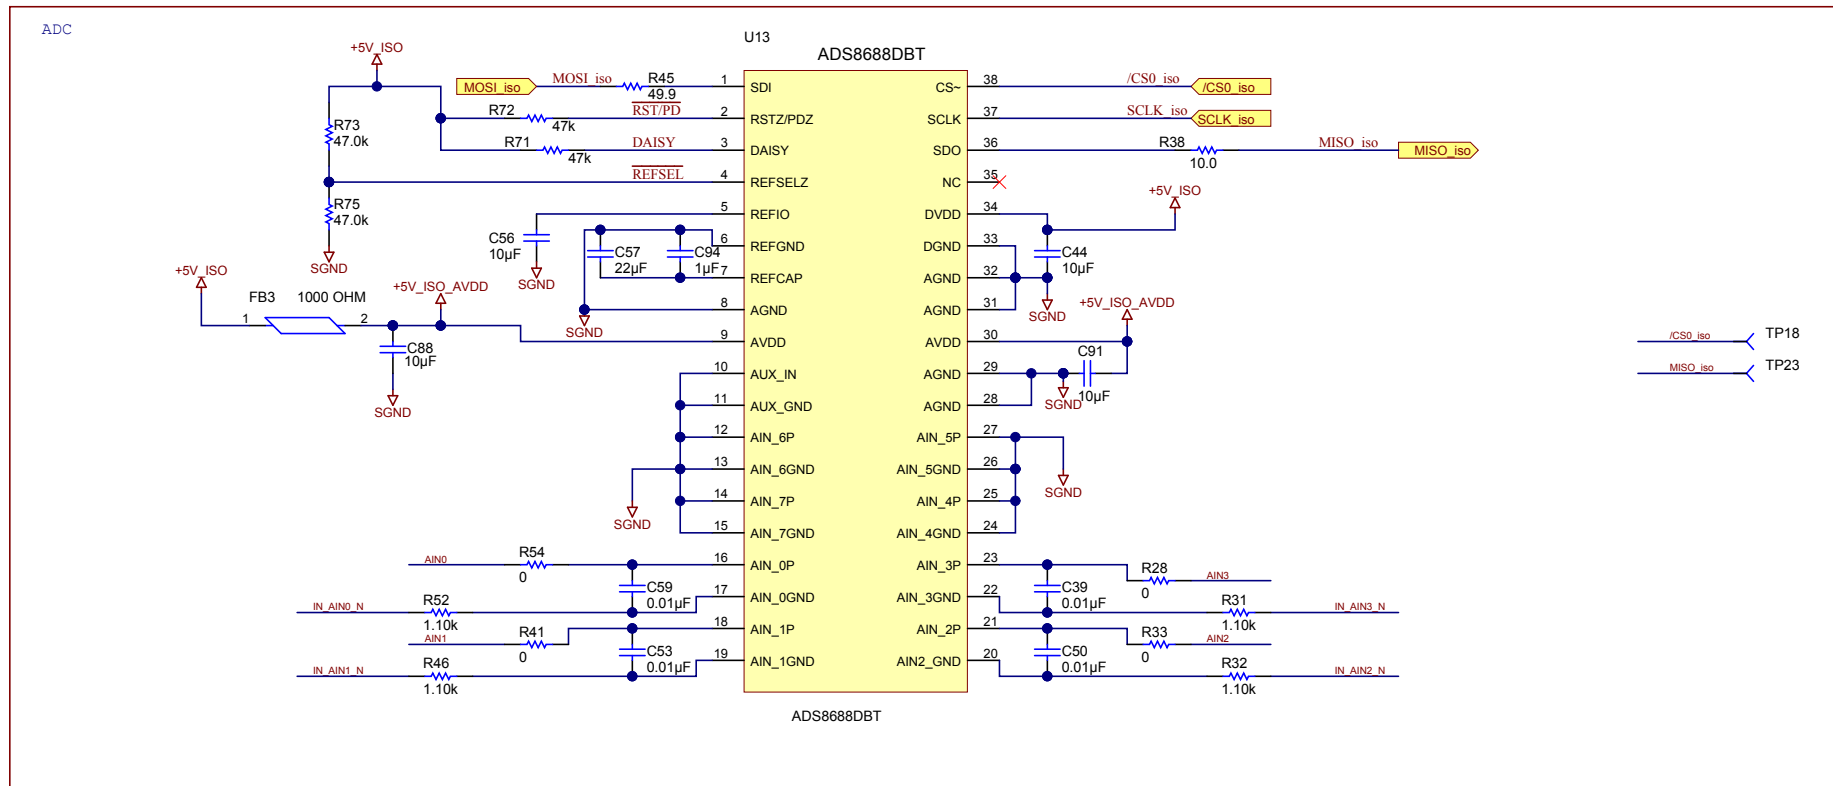 ADC
U13
ADS8688DBT
+5V_ISO
MOSI_iso MOSI_iso R45 49.9 1 SDI
R72 47k RST/PD 2 RSTZ/PDZ
R71 47k DAISY 3 DAISY
R73
47.0k
REFSEL 4 REFSELZ
R75
47.0k
SGND
5 REFIO
C56
10µF
SGND
6 REFGND
C57
22µF
C94
1µF
7 REFCAP
8 AGND
SGND
+5V_ISO
FB3 1000 OHM
1 2
+5V_ISO_AVDD
C88
10µF
SGND
9 AVDD
10 AUX_IN
11 AUX_GND
12 AIN_6P
13 AIN_6GND
14 AIN_7P
15 AIN_7GND
SGND
AIN0 R54 0 16 AIN_0P
C59
0.01µF
IN_AIN0_N R52 1.10k 17 AIN_0GND
AIN1 R41 0 18 AIN_1P
C53
0.01µF
IN_AIN1_N R46 1.10k 19 AIN_1GND
CS~ 38 /CS0_iso /CS0_iso
SCLK 37 SCLK_iso SCLK_iso
SDO 36 R38 10.0 MISO_iso MISO_iso
NC 35
+5V_ISO
DVDD 34
DGND 33
C44
10µF
AGND 32
AGND 31
SGND
+5V_ISO_AVDD
AVDD 30
C91
10µF
AGND 29
SGND
AGND 28
AIN_5P 27
AIN_5GND 26
SGND
AIN_4P 25
AIN_4GND 24
AIN_3P 23 R28 0 AIN3
C39
0.01µF
AIN_3GND 22 R31 1.10k IN_AIN3_N
AIN_2P 21 R33 0 AIN2
C50
0.01µF
AIN2_GND 20 R32 1.10k IN_AIN2_N
ADS8688DBT
/CS0_iso TP18
MISO_iso TP23